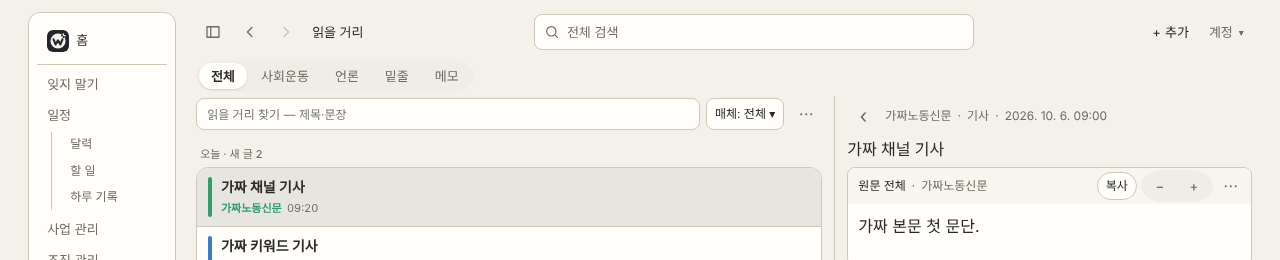 홈
잊지 말기
일정
달력
할 일
하루 기록
사업 관리
조직 관리
읽을 거리
전체 검색
+ 추가
계정 ▾
전체 사회운동 언론 밑줄 메모
읽을 거리 찾기 — 제목·문장
매체: 전체 ▾
···
오늘 · 새 글 2
가짜 채널 기사
가짜노동신문 09:20
가짜 키워드 기사
가짜노동신문 · 기사 · 2026. 10. 6. 09:00
가짜 채널 기사
원문 전체 · 가짜노동신문
복사
− +
···
가짜 본문 첫 문단.